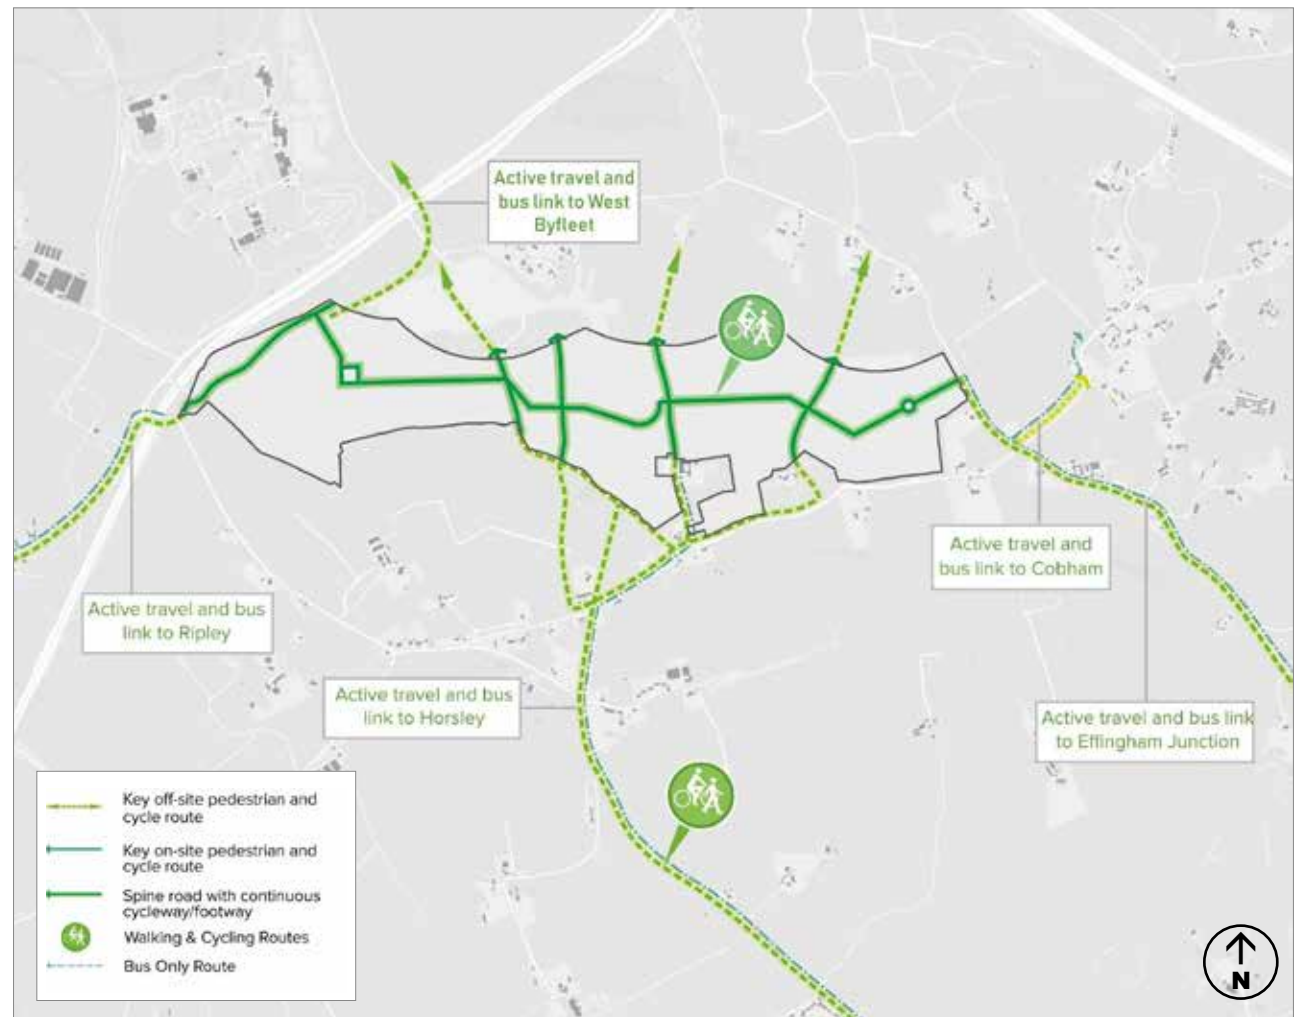 Active travel and
bus link to West
Byfleet
Active travel and
bus link to Cobham
Active travel and bus
link to Ripley
Active travel and bus
link to Horsley
Active travel and bus link
to Effingham Junction
Key off-site pedestrian and
cycle route
Key on-site pedestrian and
cycle route
Spine road with continuous
cycleway/footway
Walking & Cycling Routes
Bus Only Route
N